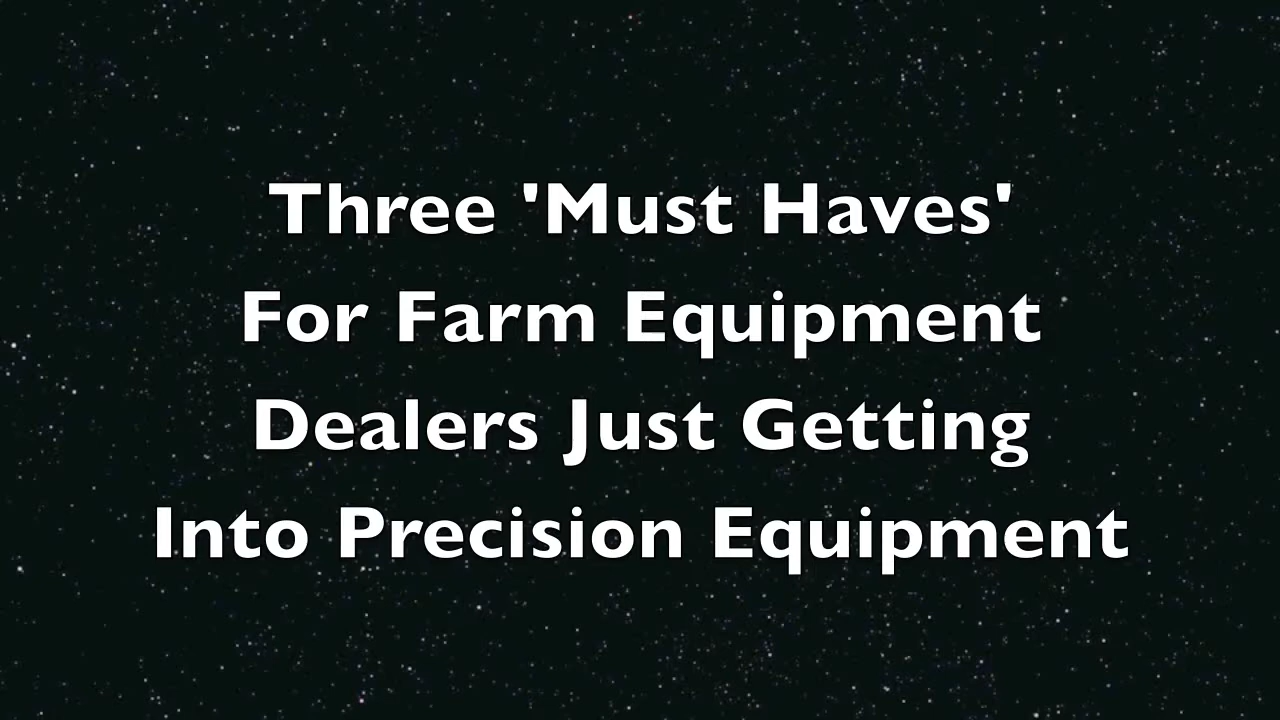 Three 'Must Haves'
For Farm Equipment
Dealers Just Getting
Into Precision Equipment